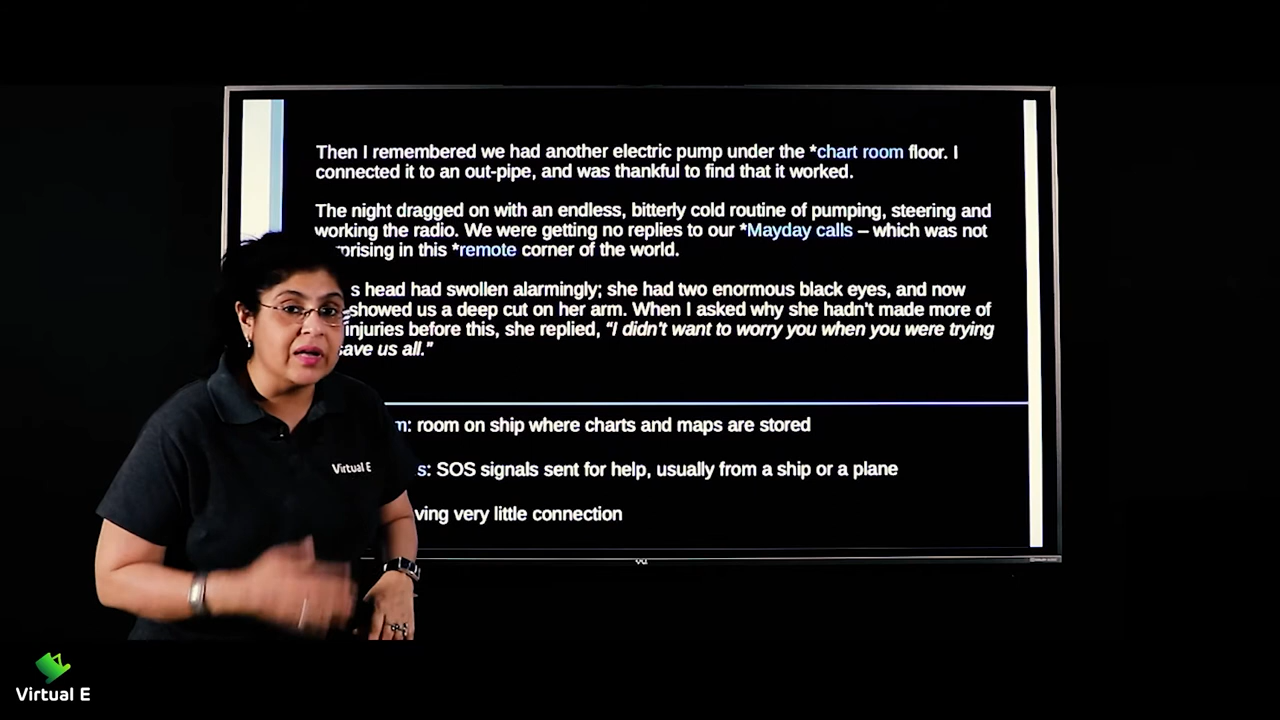 Then I remembered we had another electric pump under the *chart room floor. I
connected it to an out-pipe, and was thankful to find that it worked.
The night dragged on with an endless, bitterly cold routine of pumping, steering and
working the radio. We were getting no replies to our *Mayday calls – which was not
prising in this *remote corner of the world.
s head had swollen alarmingly; she had two enormous black eyes, and now
showed us a deep cut on her arm. When I asked why she hadn't made more of
injuries before this, she replied, “I didn't want to worry you when you were trying
save us all.”
m: room on ship where charts and maps are stored
s: SOS signals sent for help, usually from a ship or a plane
ving very little connection
Virtual E
vu
Virtual E